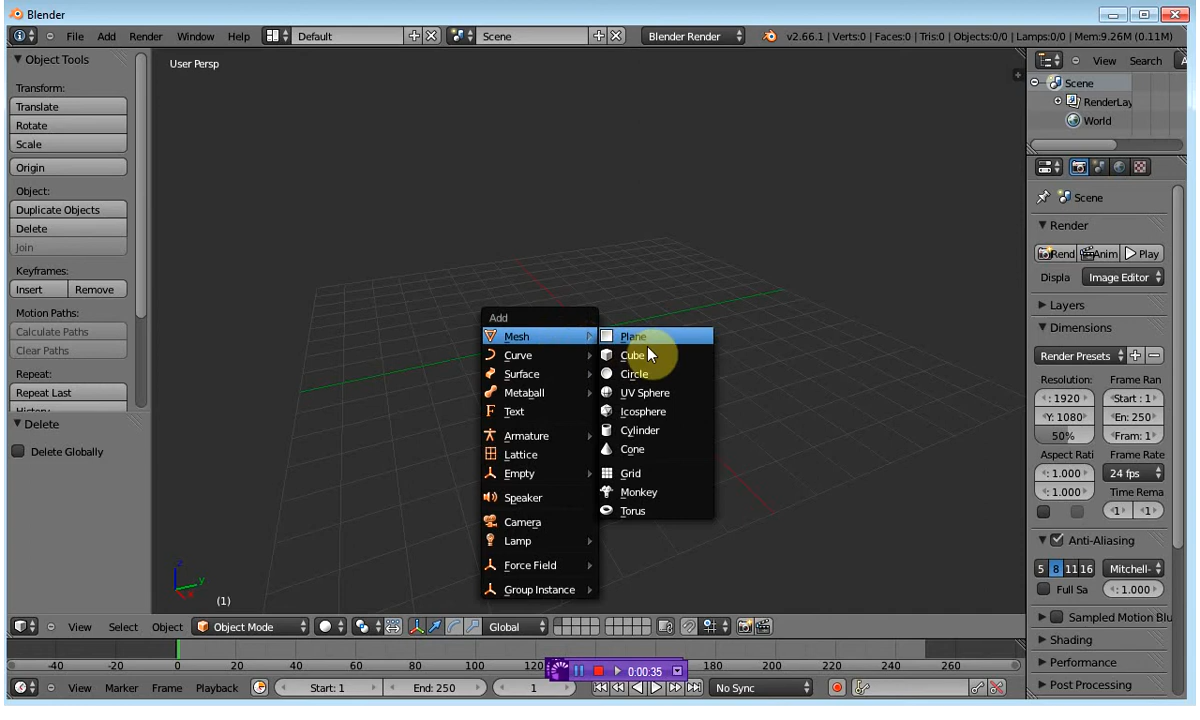 Blender
File Add Render Window Help Default Scene Blender Render v2.66.1 | Verts:0 | Faces:0 | Tris:0 | Objects:0/0 | Lamps:0/0 | Mem:9.26M (0.11M)
Object Tools
Transform:
Translate
Rotate
Scale
Origin
Object:
Duplicate Objects
Delete
Join
Keyframes:
Insert Remove
Motion Paths:
Calculate Paths
Clear Paths
Repeat:
Repeat Last
History...
Delete
Delete Globally
User Persp
Add
Mesh
Curve
Surface
Metaball
Text
Armature
Lattice
Empty
Speaker
Camera
Lamp
Force Field
Group Instance
Plane
Cube
Circle
UV Sphere
Icosphere
Cylinder
Cone
Grid
Monkey
Torus
z
y
x
(1)
View Search
Scene
RenderLay
World
Scene
Render
Rend Anim Play
Displa Image Editor
Layers
Dimensions
Render Presets
Resolution: Frame Ran
: 1920 Start: 1
Y: 1080 En: 250
50% Fram: 1
Aspect Rati Frame Rate
: 1.000 24 fps
: 1.000 Time Rema
1 1
Anti-Aliasing
5 8 11 16 Mitchell-
Full Sa : 1.000
Sampled Motion Blu
Shading
Performance
Post Processing
View Select Object Object Mode Global
-40 -20 0 20 40 60 80 100 120 180 200 220 240 260
0:00:35
View Marker Frame Playback Start: 1 End: 250 1 No Sync